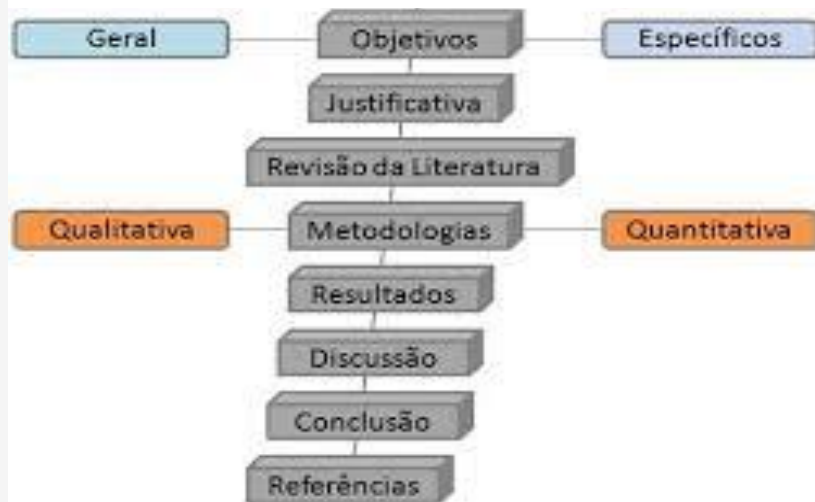 Geral
Objetivos
Específicos
Justificativa
Revisão da Literatura
Qualitativa
Metodologias
Quantitativa
Resultados
Discussão
Conclusão
Referências